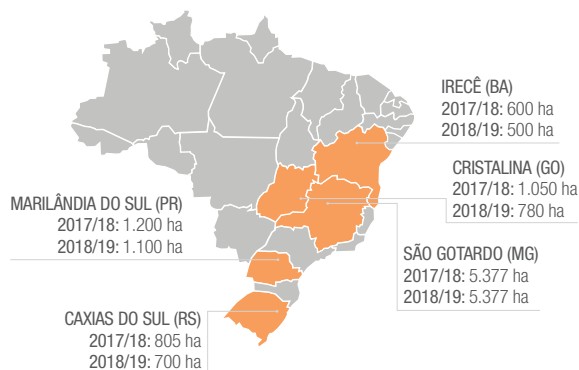 IRECÊ (BA)
2017/18: 600 ha
2018/19: 500 ha
CRISTALINA (GO)
2017/18: 1.050 ha
2018/19: 780 ha
MARILÂNDIA DO SUL (PR)
2017/18: 1.200 ha
2018/19: 1.100 ha
SÃO GOTARDO (MG)
2017/18: 5.377 ha
2018/19: 5.377 ha
CAXIAS DO SUL (RS)
2017/18: 805 ha
2018/19: 700 ha